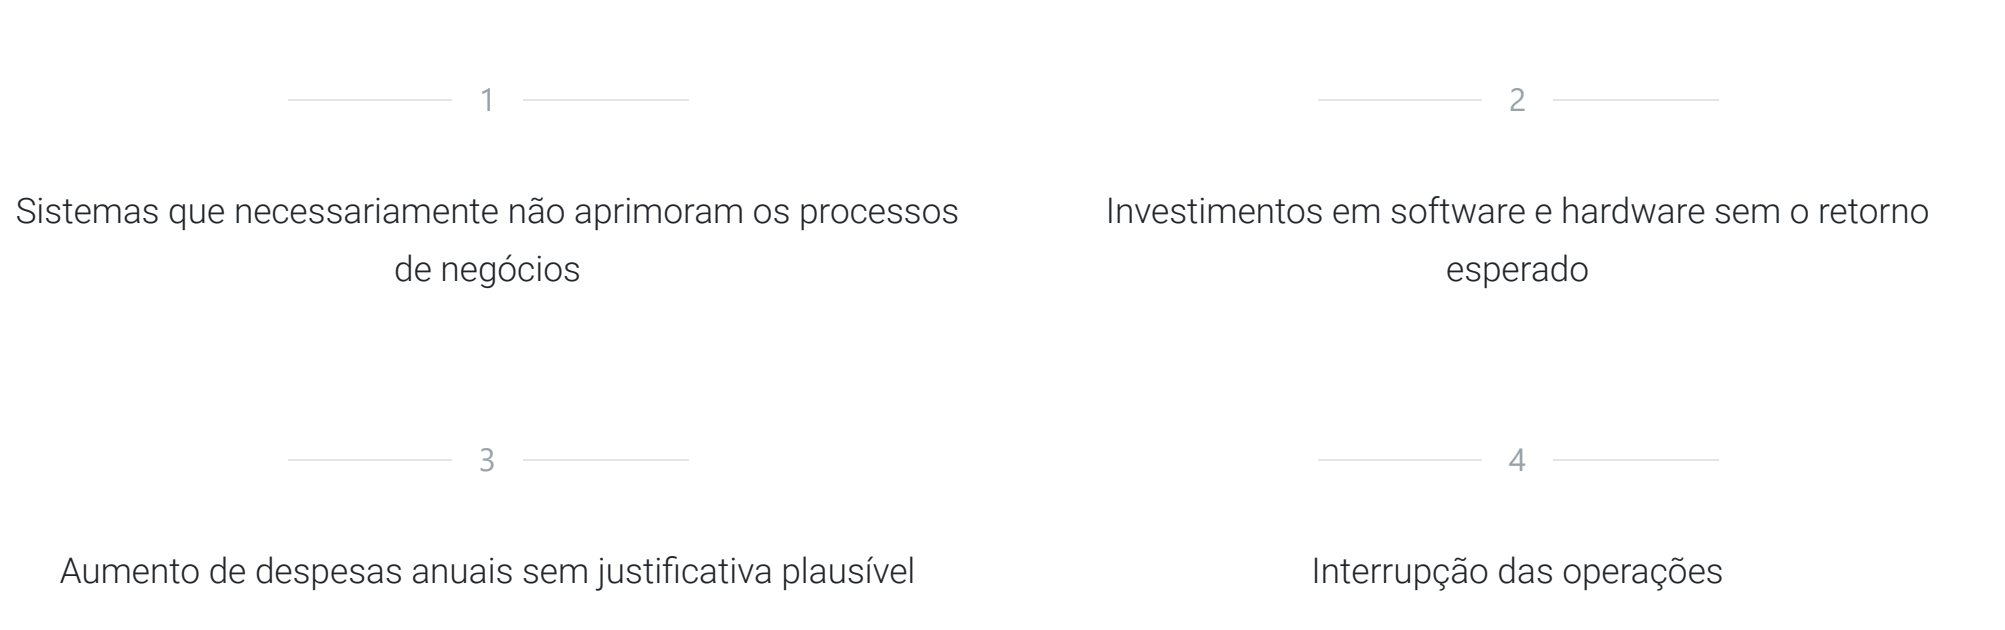 1
Sistemas que necessariamente não aprimoram os processos
de negócios
2
Investimentos em software e hardware sem o retorno
esperado
3
Aumento de despesas anuais sem justificativa plausível
4
Interrupção das operações